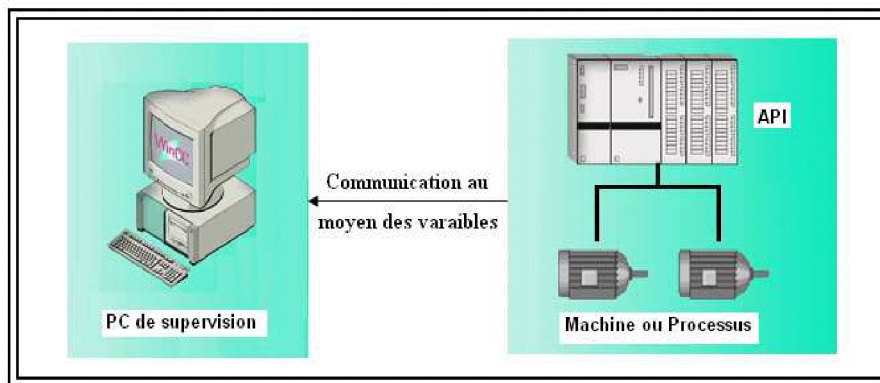 WinCC
Communication au
moyen des varaibles
API
PC de supervision
Machine ou Processus